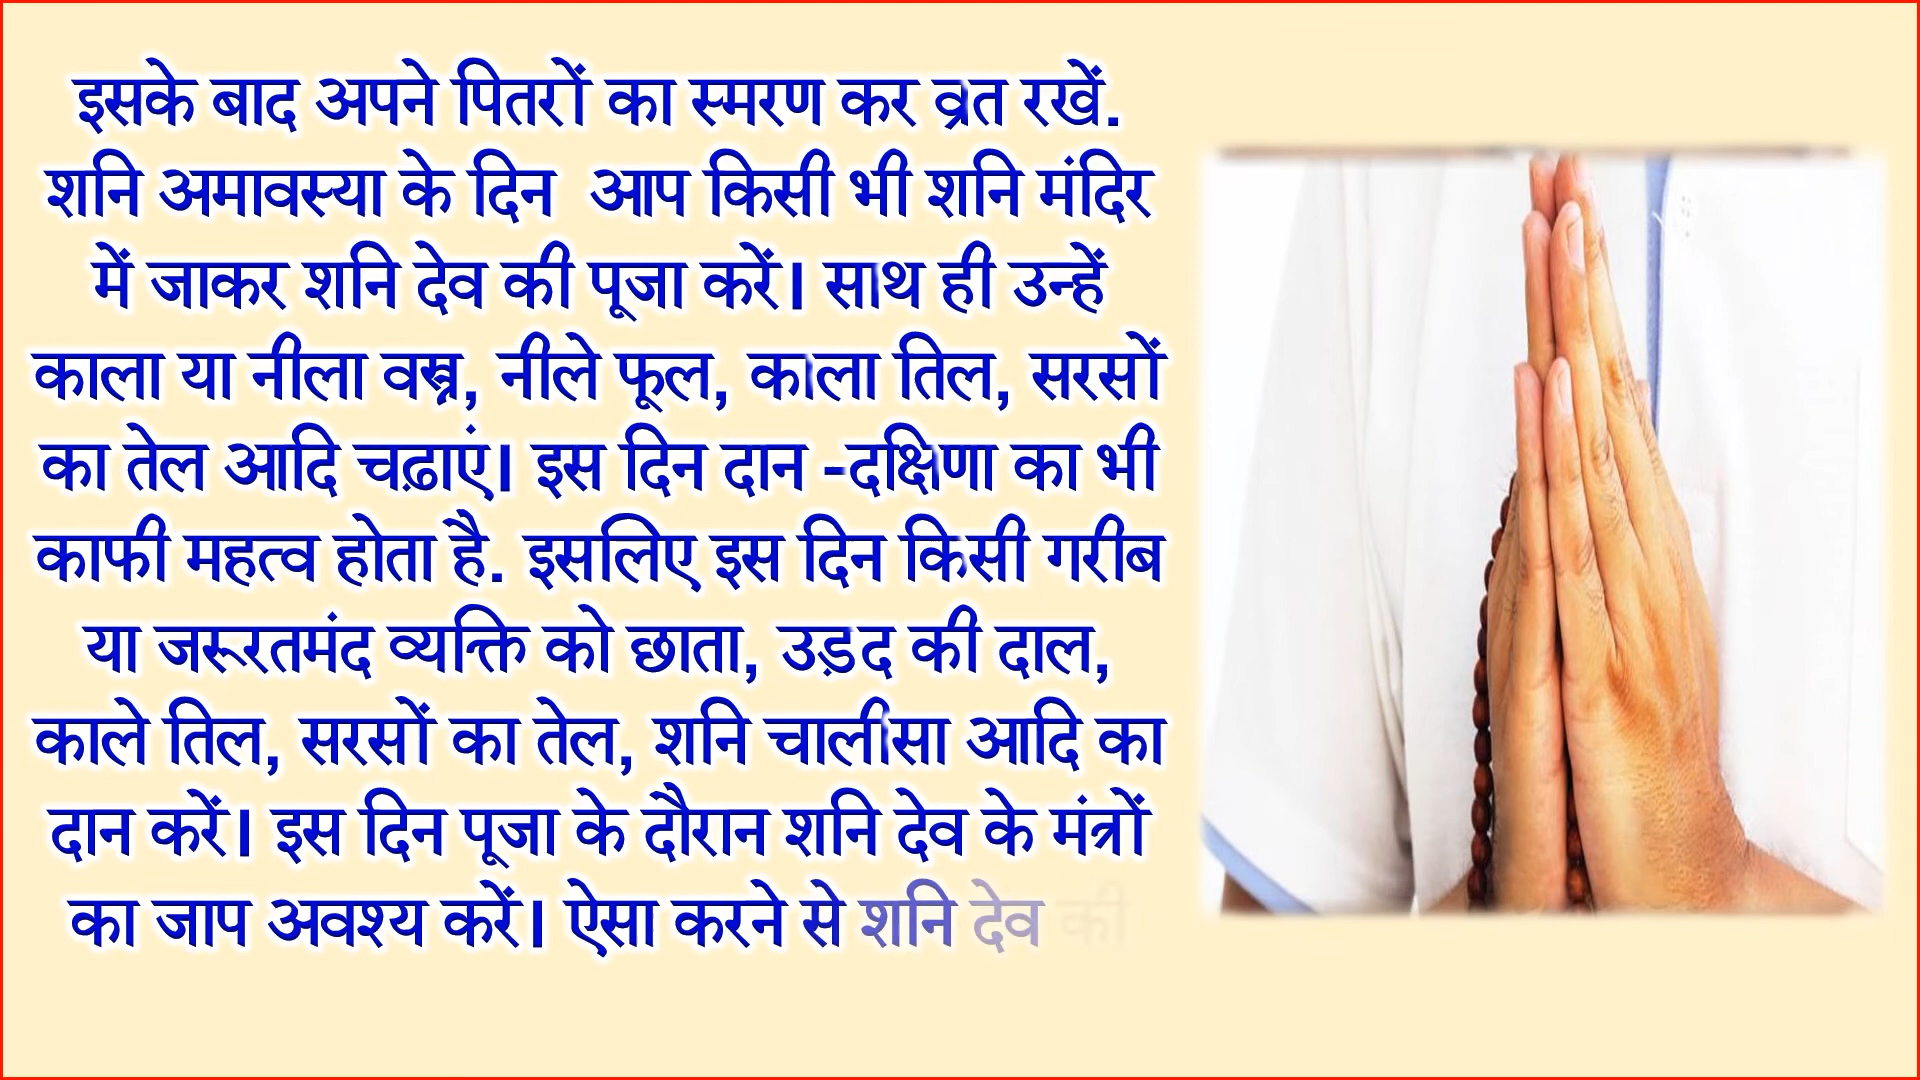 इसके बाद अपने पितरों का स्मरण कर व्रत रखें.
शनि अमावस्या के दिन  आप किसी भी शनि मंदिर
में जाकर शनि देव की पूजा करें। साथ ही उन्हें
काला या नीला वस्त्र, नीले फूल, काला तिल, सरसों
का तेल आदि चढ़ाएं। इस दिन दान -दक्षिणा का भी
काफी महत्व होता है. इसलिए इस दिन किसी गरीब
या जरूरतमंद व्यक्ति को छाता, उड़द की दाल,
काले तिल, सरसों का तेल, शनि चालीसा आदि का
दान करें। इस दिन पूजा के दौरान शनि देव के मंत्रों
का जाप अवश्य करें। ऐसा करने से शनि देव की